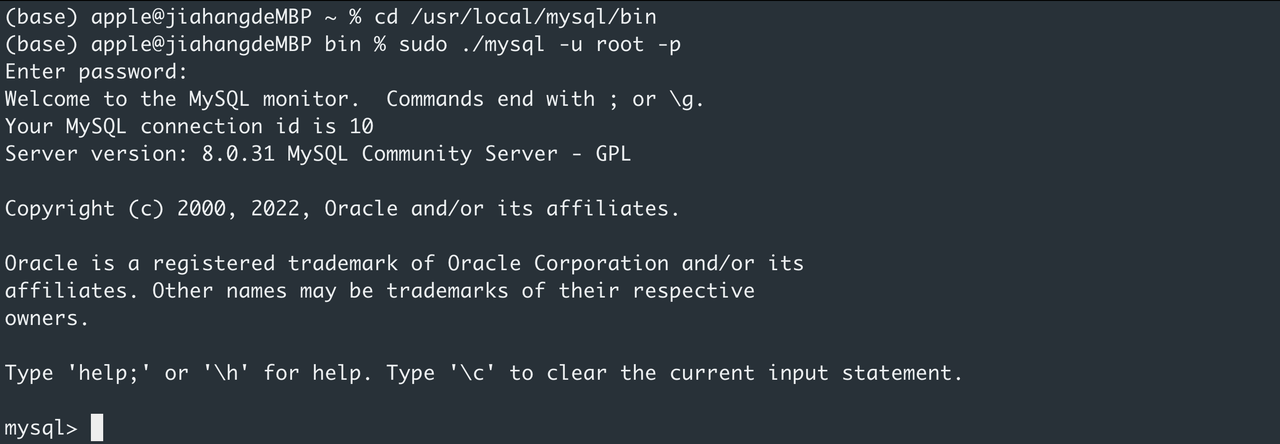 (base) apple@jiahangdeMBP ~ % cd /usr/local/mysql/bin
(base) apple@jiahangdeMBP bin % sudo ./mysql -u root -p
Enter password:
Welcome to the MySQL monitor.  Commands end with ; or \g.
Your MySQL connection id is 10
Server version: 8.0.31 MySQL Community Server - GPL
Copyright (c) 2000, 2022, Oracle and/or its affiliates.
Oracle is a registered trademark of Oracle Corporation and/or its
affiliates. Other names may be trademarks of their respective
owners.
Type 'help;' or '\h' for help. Type '\c' to clear the current input statement.
mysql>